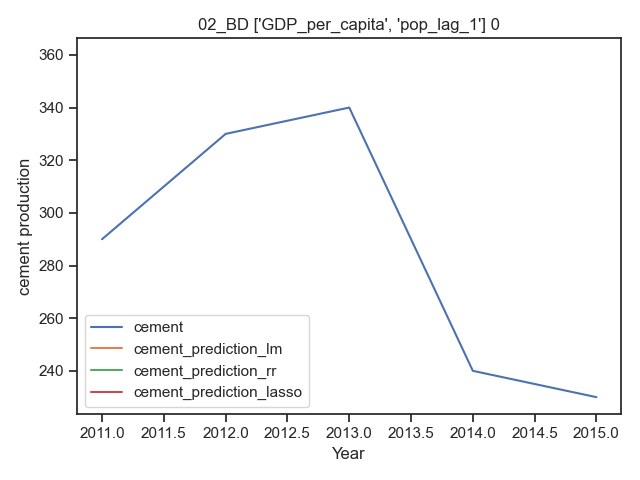 02_BD ['GDP_per_capita', 'pop_lag_1'] 0
360
340
320
300
280
260
240
cement production
cement
cement_prediction_lm
cement_prediction_rr
cement_prediction_lasso
2011.0 2011.5 2012.0 2012.5 2013.0 2013.5 2014.0 2014.5 2015.0
Year